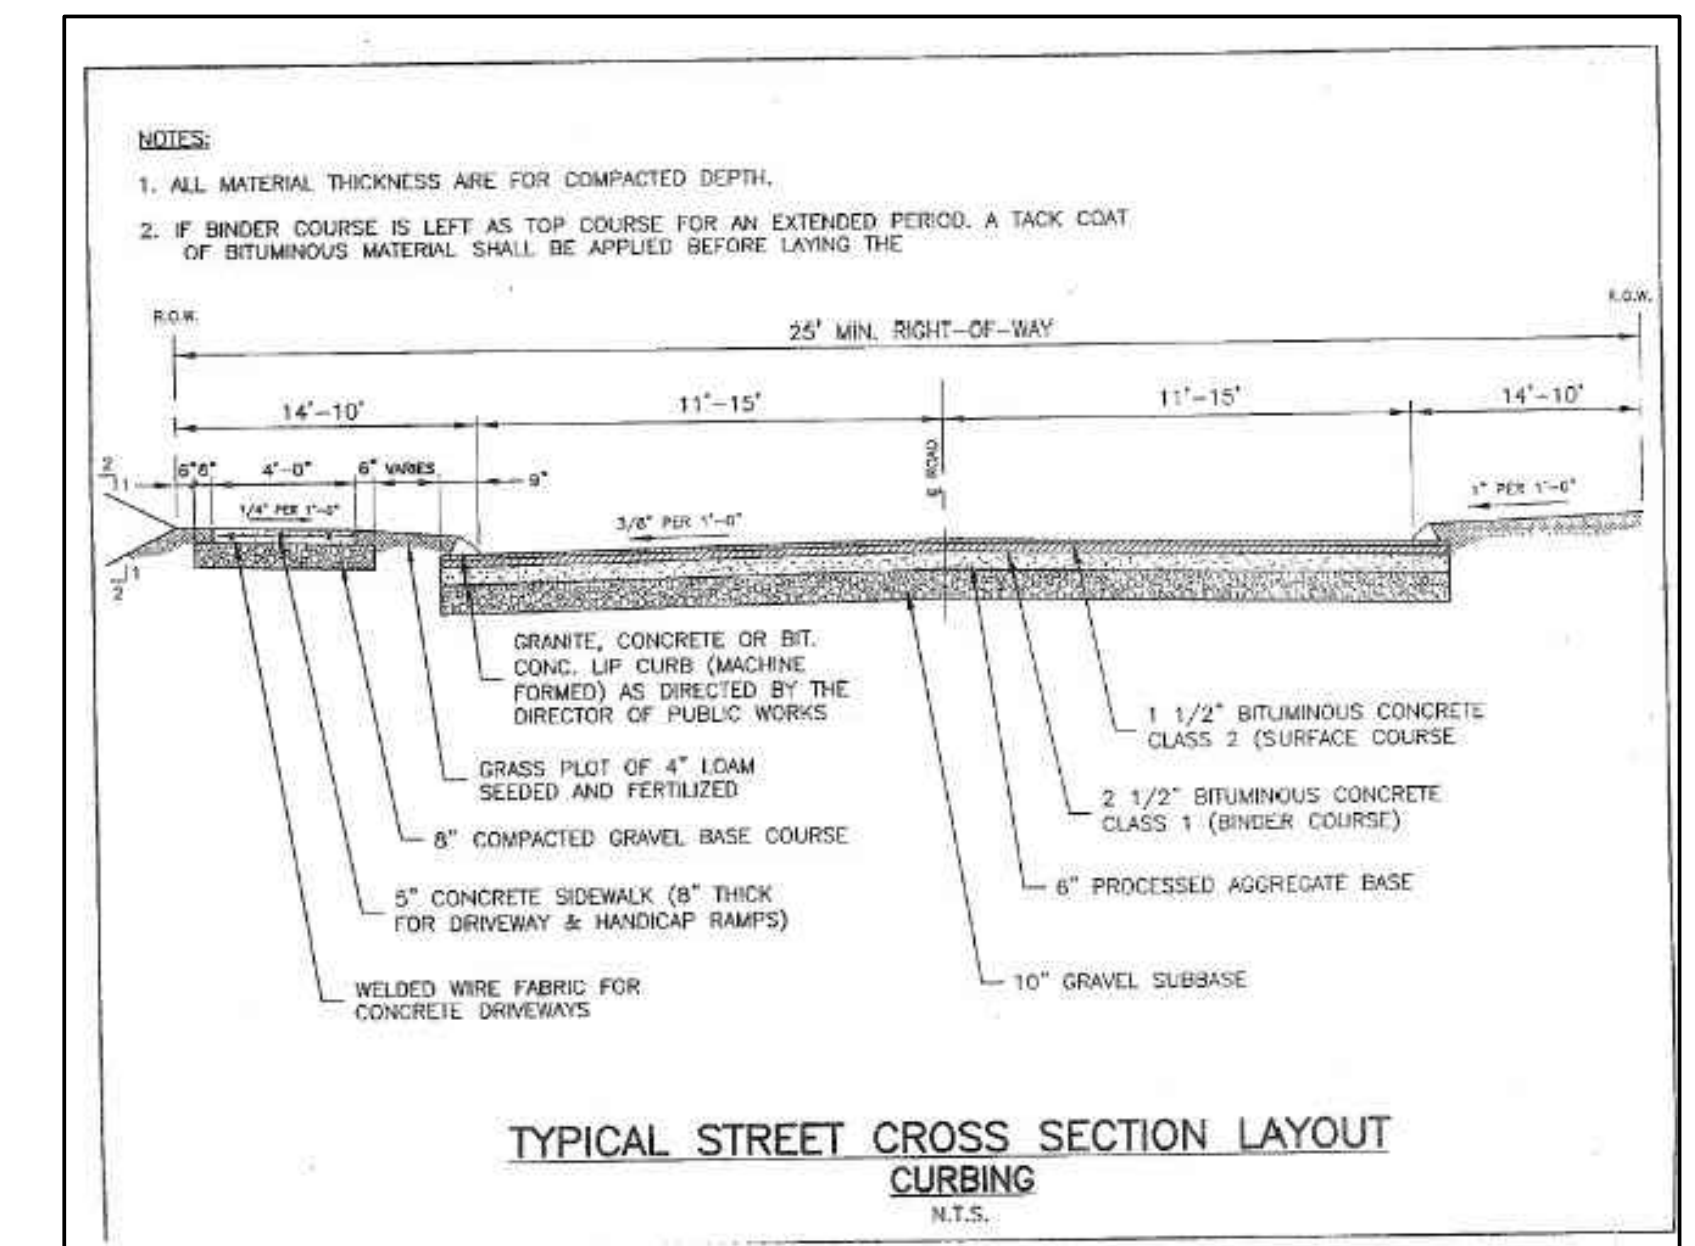 NOTES:
1. ALL MATERIAL THICKNESS ARE FOR COMPACTED DEPTH.
2. IF BINDER COURSE IS LEFT AS TOP COURSE FOR AN EXTENDED PERIOD. A TACK COAT
OF BITUMINOUS MATERIAL SHALL BE APPLIED BEFORE LAYING THE
R.O.W.
R.O.W.
25' MIN. RIGHT-OF-WAY
14'-10'
11'-15'
11'-15'
14'-10'
2
1
6" 6"
4'-0"
6" VARIES
9"
℄ ROAD
1/4" PER 1'-0"
3/8" PER 1'-0"
1" PER 1'-0"
1
2
GRANITE, CONCRETE OR BIT.
CONC. LIP CURB (MACHINE
FORMED) AS DIRECTED BY THE
DIRECTOR OF PUBLIC WORKS
GRASS PLOT OF 4" LOAM
SEEDED AND FERTILIZED
8" COMPACTED GRAVEL BASE COURSE
5" CONCRETE SIDEWALK (8" THICK
FOR DRIVEWAY & HANDICAP RAMPS)
WELDED WIRE FABRIC FOR
CONCRETE DRIVEWAYS
1 1/2" BITUMINOUS CONCRETE
CLASS 2 (SURFACE COURSE
2 1/2" BITUMINOUS CONCRETE
CLASS 1 (BINDER COURSE)
6" PROCESSED AGGREGATE BASE
10" GRAVEL SUBBASE
TYPICAL STREET CROSS SECTION LAYOUT
CURBING
N.T.S.